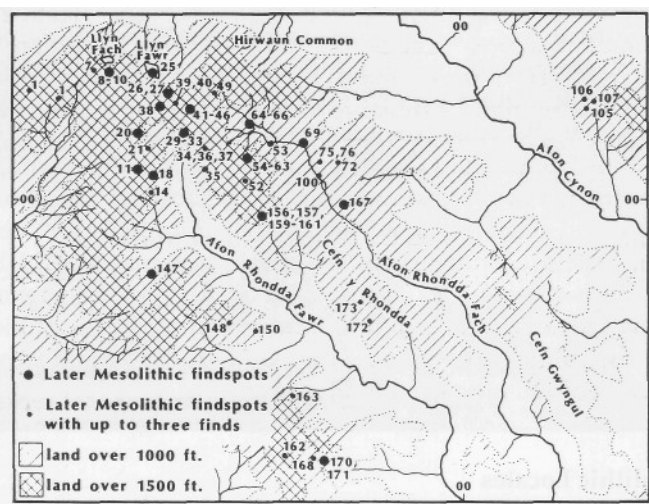 Llyn
Fach
Llyn
Fawr
Hirwaun Common
00
7
8-10
25
1
1
26, 27
39, 40
49
38
41-46
64-66
106
107
105
20
29-33
69
53
21
34, 36, 37
54-63
75, 76
72
11
18
35
52
100
14
167
00
00
156, 157,
159-161
Afon Cynon
Afon Rhondda Fawr
Cefn y Rhondda
Afon Rhondda Fach
Cefn Gwyngul
147
173
172
148
150
Later Mesolithic findspots
Later Mesolithic findspots
with up to three finds
land over 1000 ft.
land over 1500 ft.
163
162
168
170,
171
00